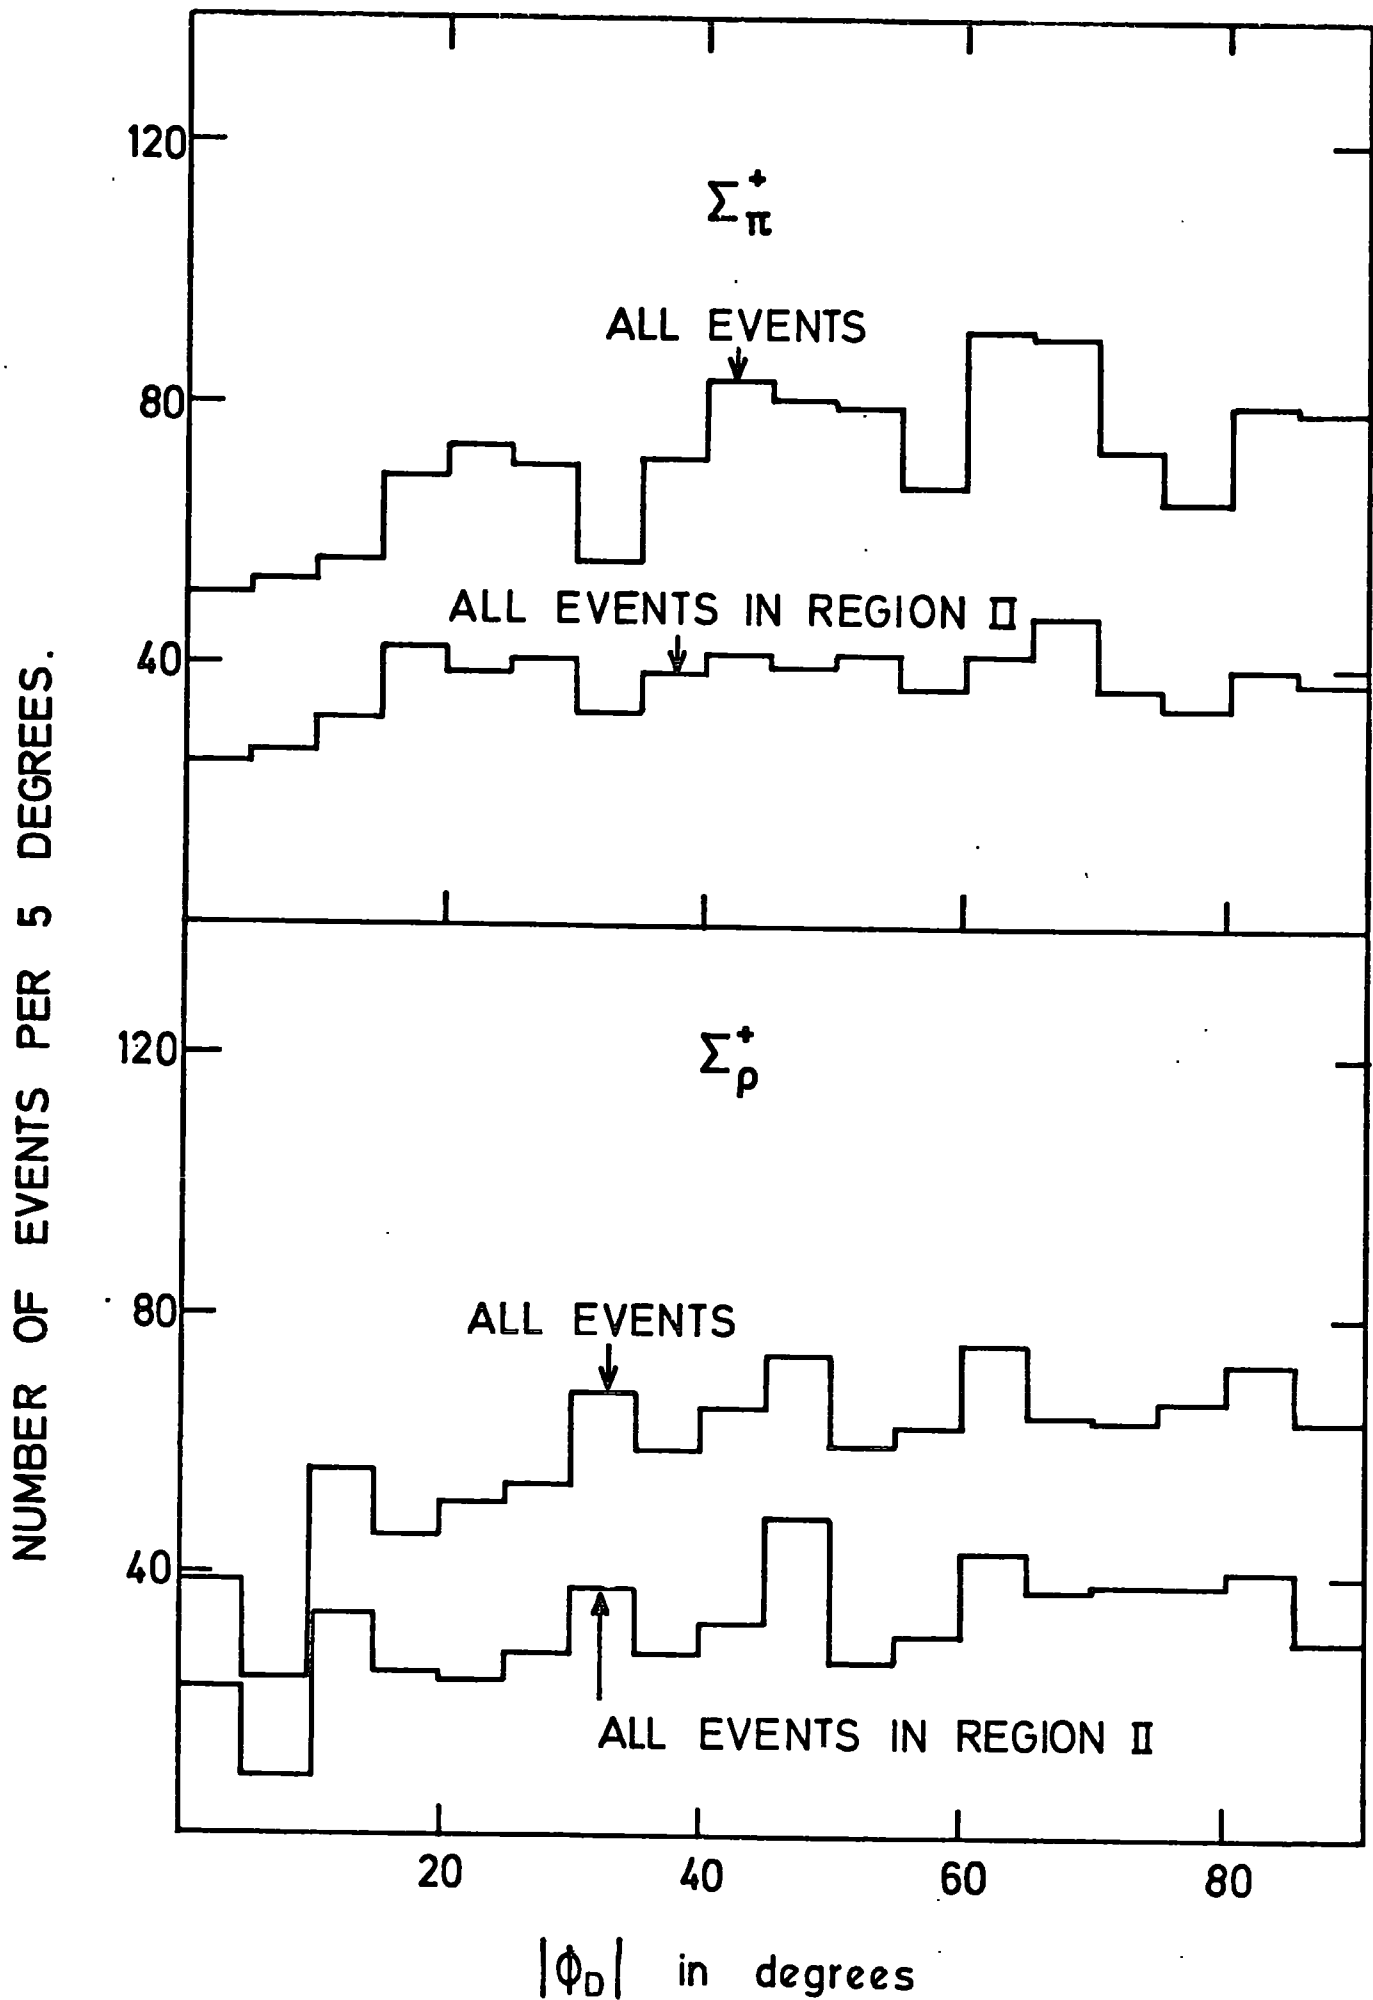 NUMBER OF EVENTS PER 5 DEGREES.
120
80
40
Σ⁺π
ALL EVENTS
ALL EVENTS IN REGION II
120
80
40
Σ⁺p
ALL EVENTS
ALL EVENTS IN REGION II
20 40 60 80
|ϕD| in degrees